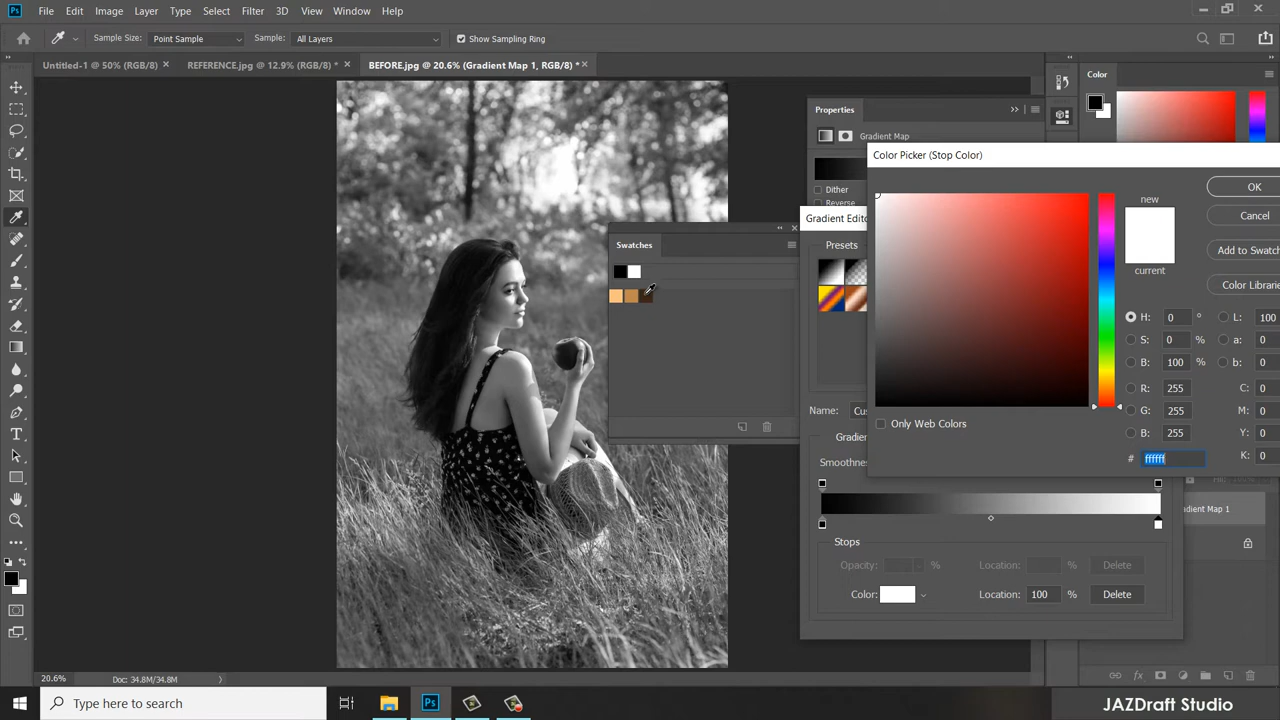 Ps File Edit Image Layer Type Select Filter 3D View Window Help
Sample Size: Point Sample Sample: All Layers Show Sampling Ring
Untitled-1 @ 50% (RGB/8) × REFERENCE.jpg @ 12.9% (RGB/8) * × BEFORE.jpg @ 20.6% (Gradient Map 1, RGB/8) * ×
Color
Properties
Gradient Map
Dither
Reverse
Color Picker (Stop Color)
new
current
OK
Cancel
Add to Swatch
Color Librarie
H: 0 °
S: 0 %
B: 100 %
R: 255
G: 255
B: 255
# ffffff
L: 100
a: 0
b: 0
C: 0
M: 0
Y: 0
K: 0
Only Web Colors
Swatches
Gradient Edito
Presets
Name: Cus
Gradien
Smoothne
Stops
Opacity: % Location: % Delete
Color: Location: 100 % Delete
Gradient Map 1
20.6% Doc: 34.8M/34.8M
Type here to search
Ps
JAZDraft Studio